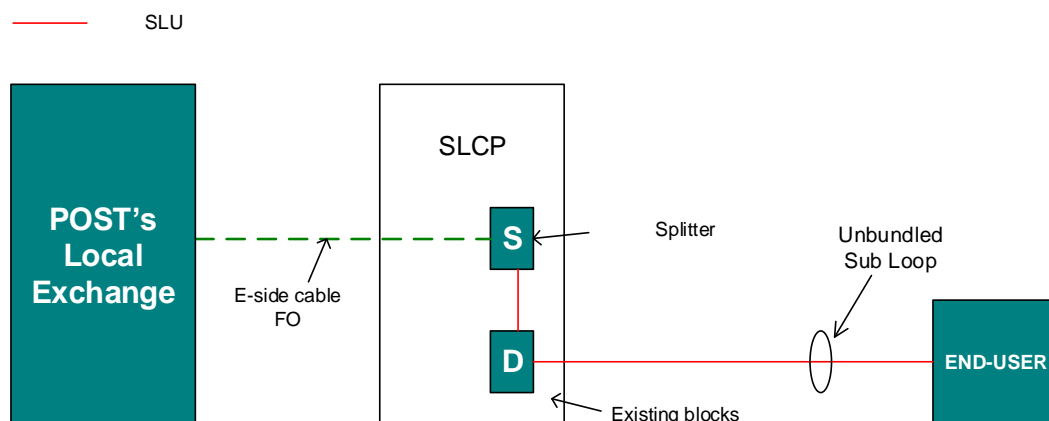 SLU
POST's
Local
Exchange
E-side cable
FO
SLCP
S
Splitter
D
Existing blocks
Unbundled
Sub Loop
END-USER